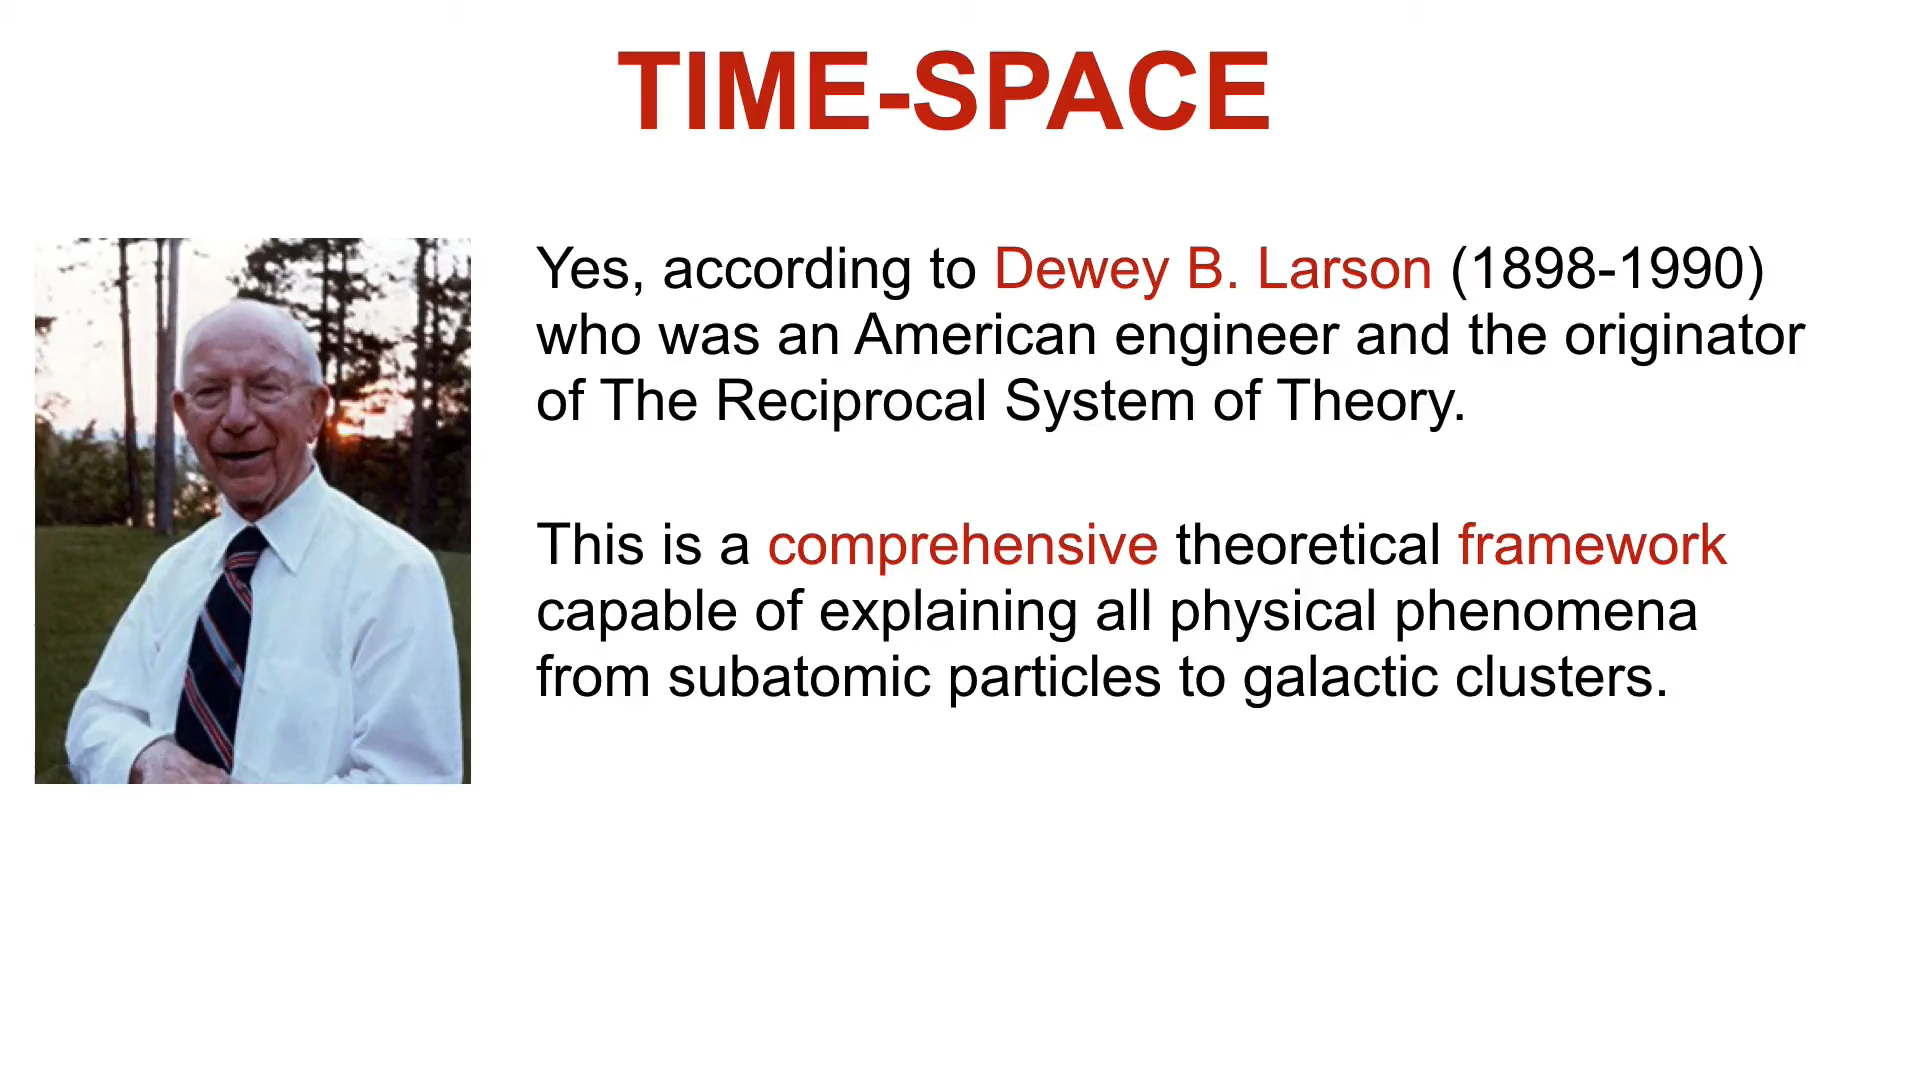 TIME-SPACE
Yes, according to Dewey B. Larson (1898-1990)
who was an American engineer and the originator
of The Reciprocal System of Theory.
This is a comprehensive theoretical framework
capable of explaining all physical phenomena
from subatomic particles to galactic clusters.